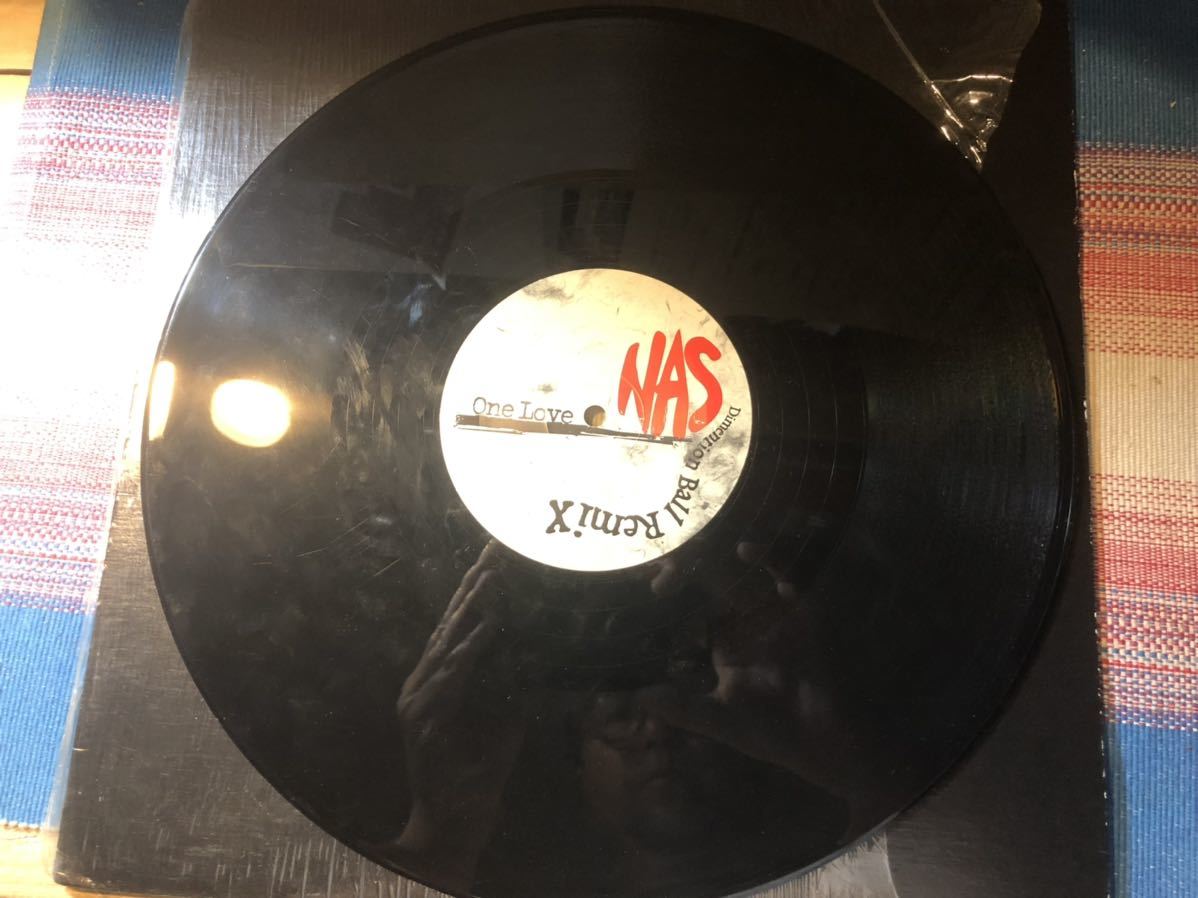 NAS
One Love
Dimention Ball RemiX